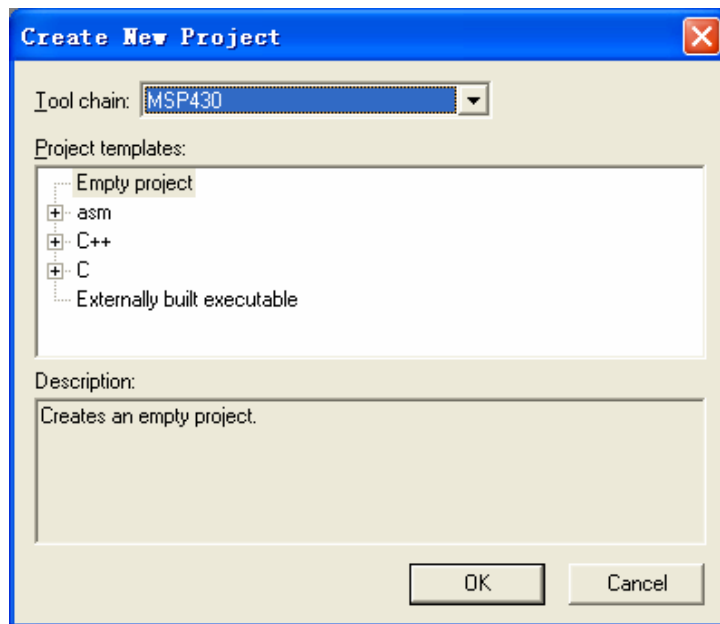 Create New Project
Tool chain: MSP430
Project templates:
Empty project
asm
C++
C
Externally built executable
Description:
Creates an empty project.
OK Cancel